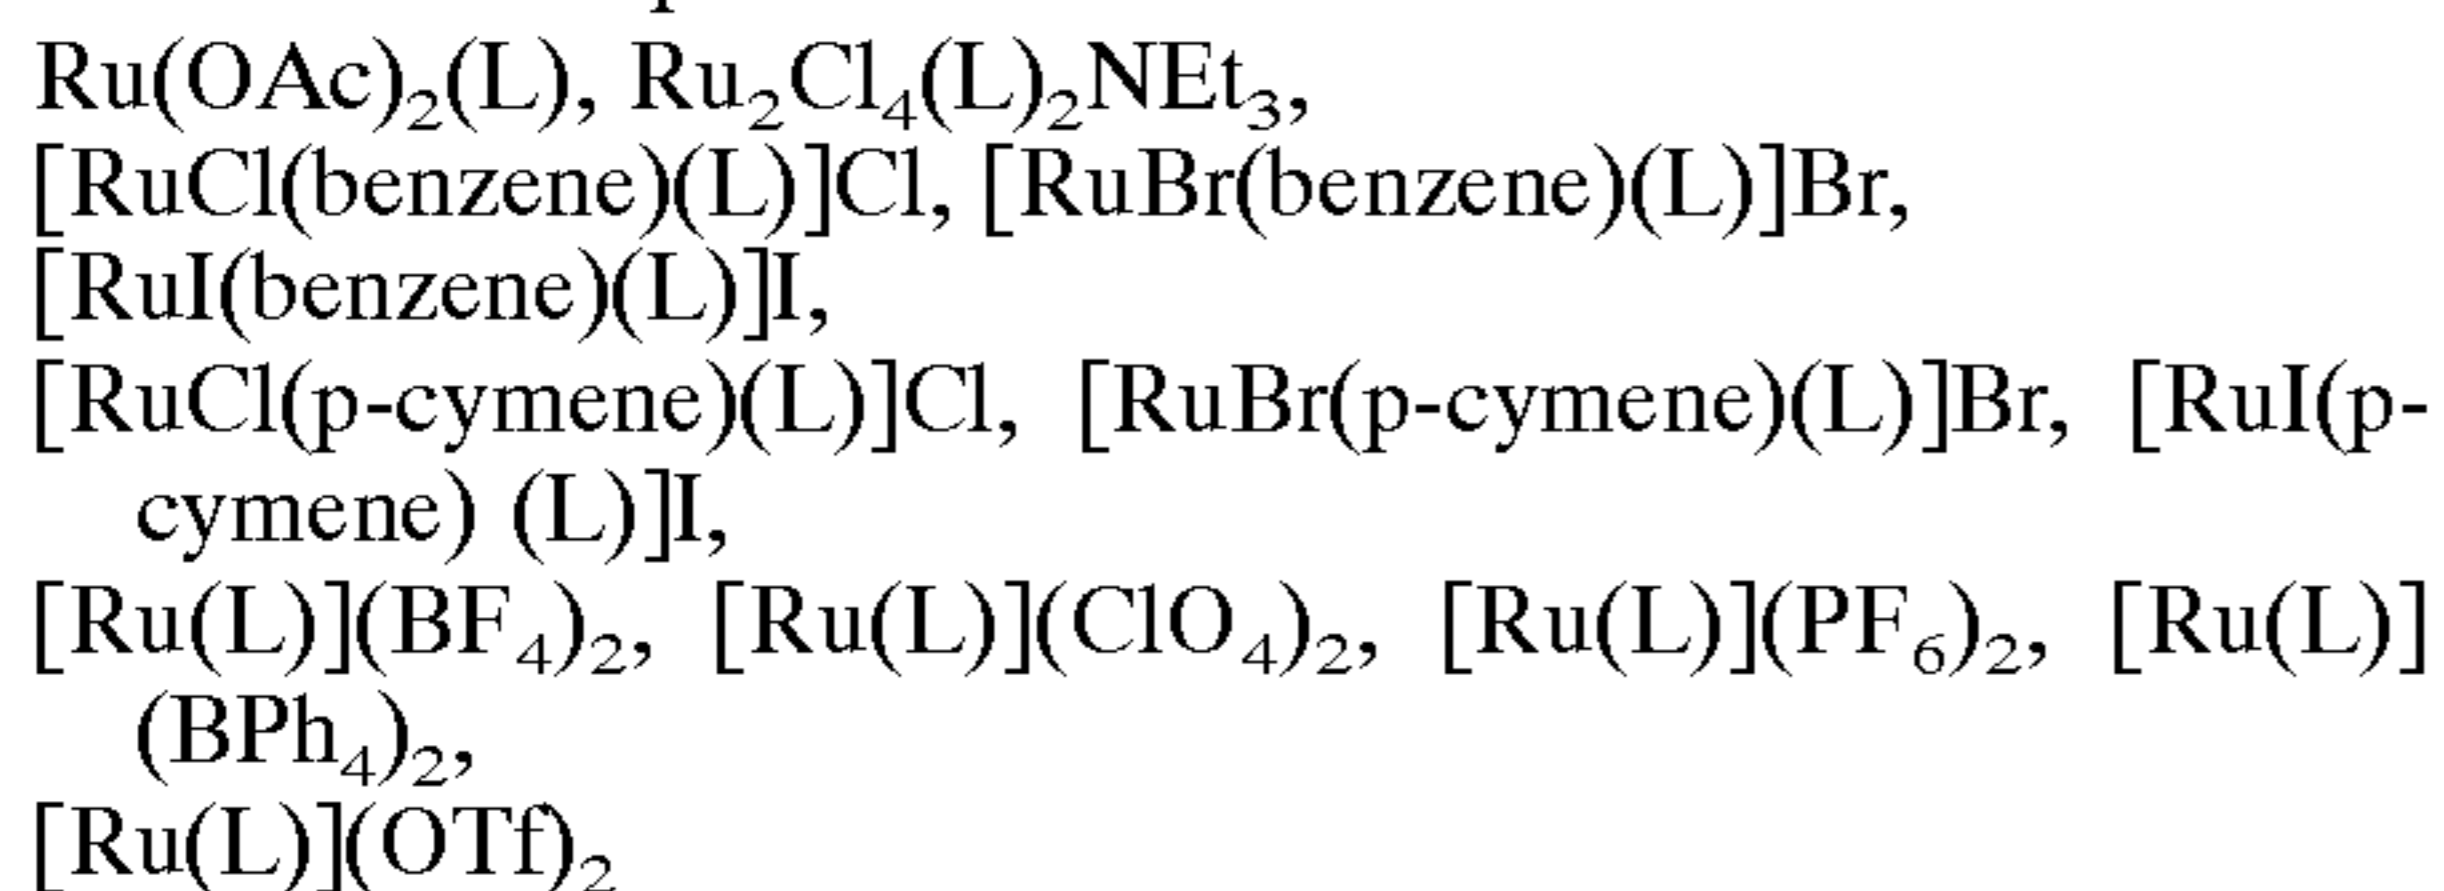 Ru(OAc)₂(L), Ru₂Cl₄(L)₂NEt₃,
[RuCl(benzene)(L)]Cl, [RuBr(benzene)(L)]Br,
[RuI(benzene)(L)]I,
[RuCl(p-cymene)(L)]Cl, [RuBr(p-cymene)(L)]Br, [RuI(p-
cymene) (L)]I,
[Ru(L)](BF₄)₂, [Ru(L)](ClO₄)₂, [Ru(L)](PF₆)₂, [Ru(L)]
(BPh₄)₂,
[Ru(L)](OTf)₂